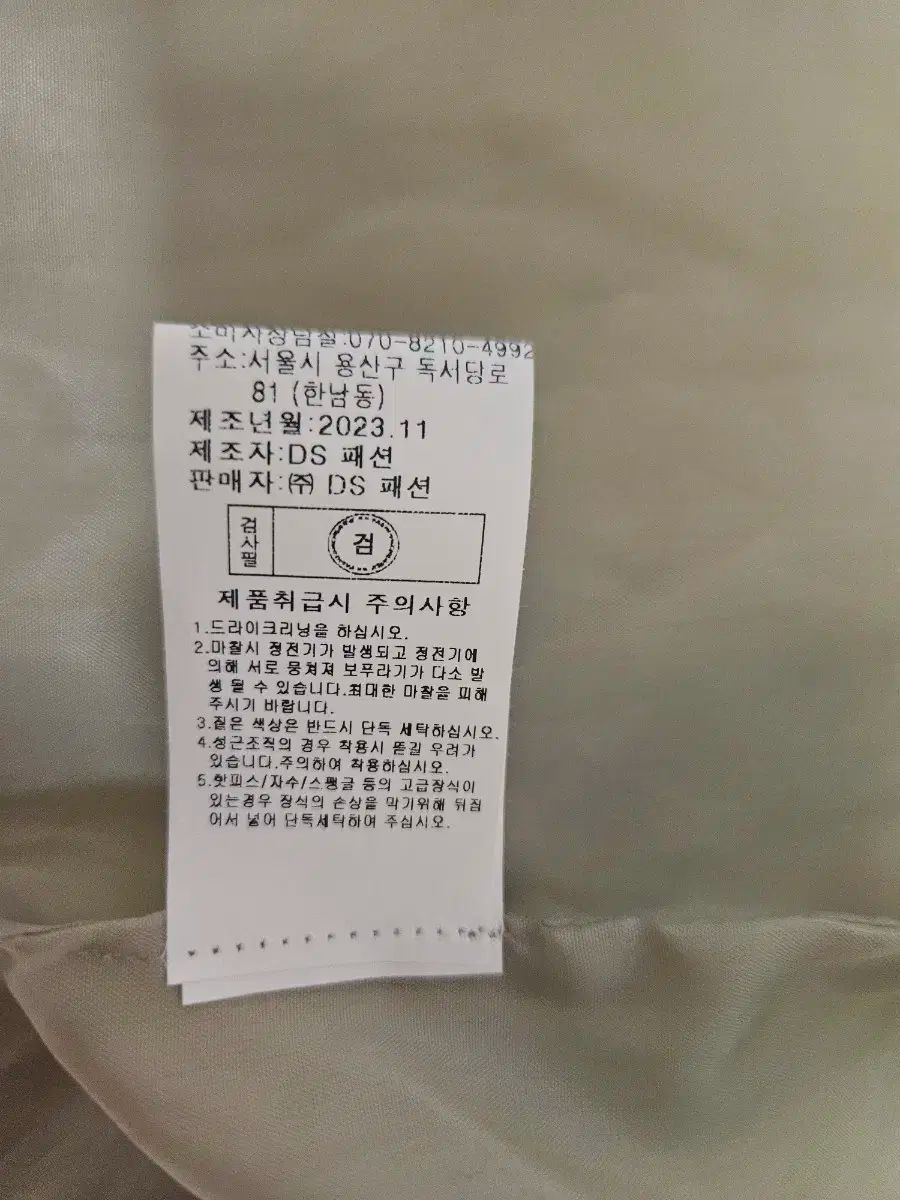 소비자상담실:070-8210-4992
주소:서울시 용산구 독서당로
81 (한남동)
제조년월:2023.11
제조자:DS 패션
판매자:㈜ DS 패션
검사필
검
제품취급시 주의사항
1.드라이크리닝을 하십시오.
2.마찰시 정전기가 발생되고 정전기에
의해 서로 뭉쳐져 보푸라기가 다소 발
생 될 수 있습니다.최대한 마찰을 피해
주시기 바랍니다.
3.짙은 색상은 반드시 단독 세탁하십시오.
4.성근조직의 경우 착용시 뜯길 우려가
있습니다.주의하여 착용하십시오.
5.핫피스/자수/스팽글 등의 고급장식이
있는경우 장식의 손상을 막기위해 뒤집
어서 넣어 단독세탁하여 주십시오.